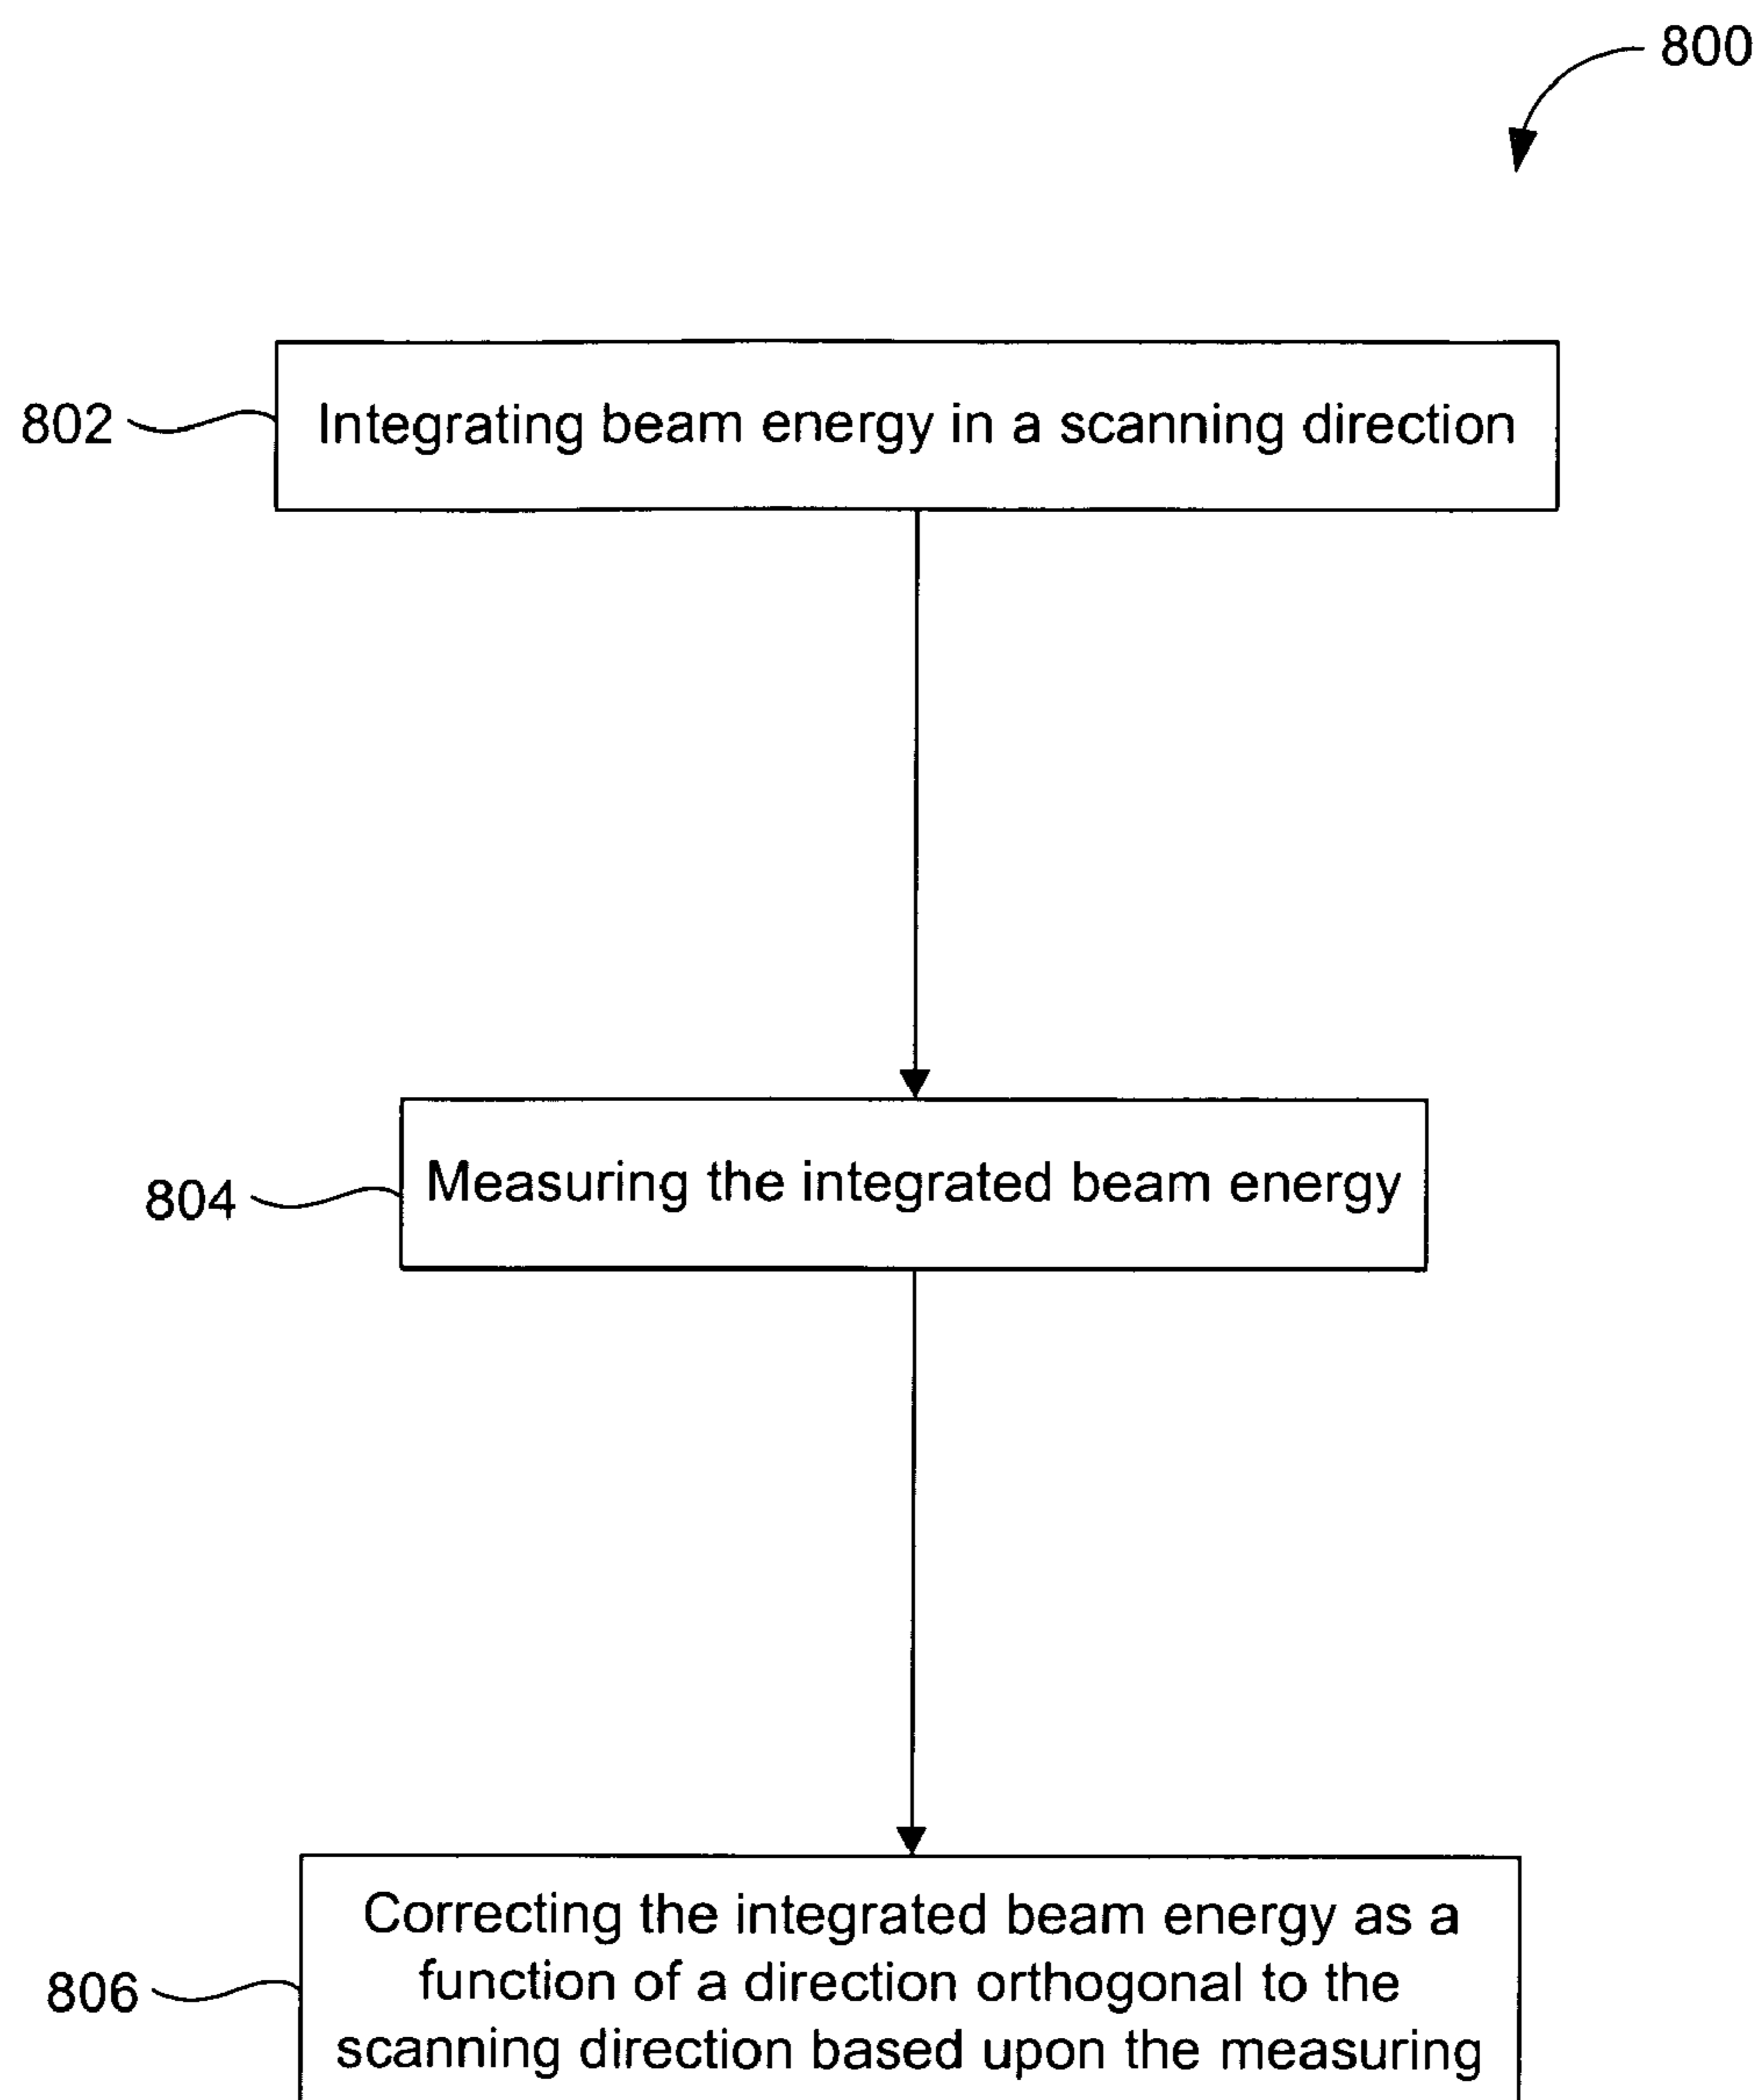 800
802
Integrating beam energy in a scanning direction
804
Measuring the integrated beam energy
806
Correcting the integrated beam energy as a
function of a direction orthogonal to the
scanning direction based upon the measuring